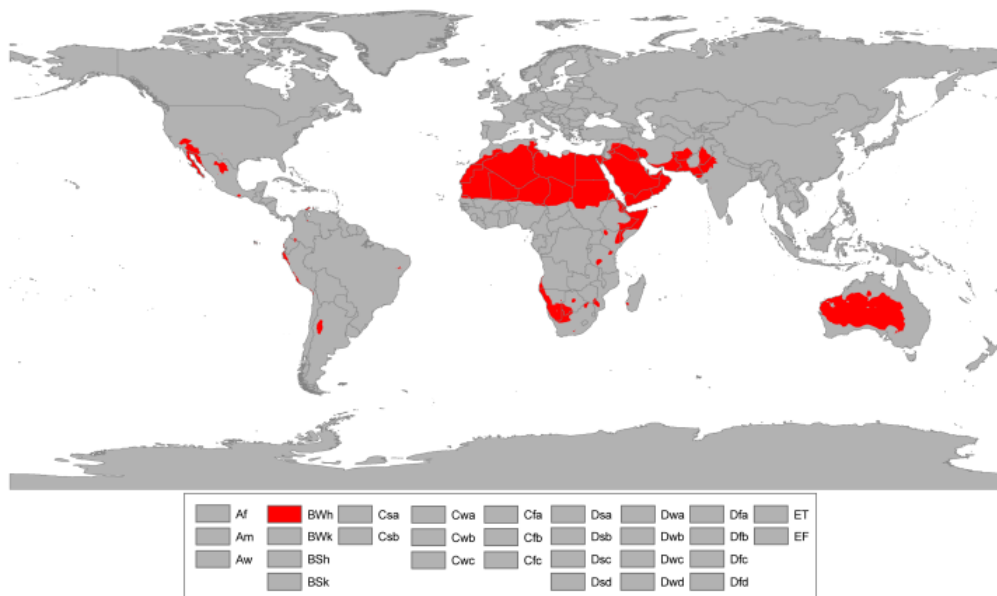 Af BWh Csa Cwa Cfa Dsa Dwa Dfa ET
Am BWk Csb Cwb Cfb Dsb Dwb Dfb EF
Aw BSh Cwc Cfc Dsc Dwc Dfc
BSk Dsd Dwd Dfd